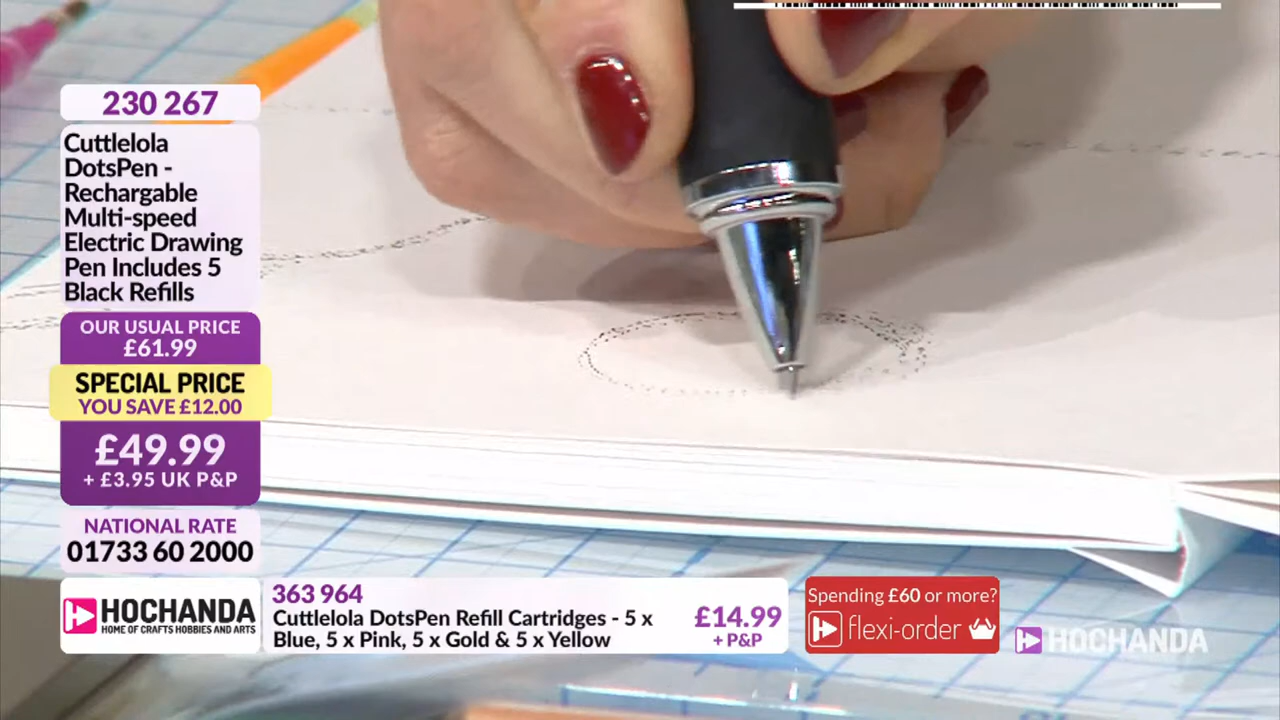 230 267
Cuttlelola
DotsPen -
Rechargable
Multi-speed
Electric Drawing
Pen Includes 5
Black Refills
OUR USUAL PRICE
£61.99
SPECIAL PRICE
YOU SAVE £12.00
£49.99
+ £3.95 UK P&P
NATIONAL RATE
01733 60 2000
HOCHANDA
HOME OF CRAFTS HOBBIES AND ARTS
363 964
Cuttlelola DotsPen Refill Cartridges - 5 x
Blue, 5 x Pink, 5 x Gold & 5 x Yellow
£14.99
+ P&P
Spending £60 or more?
flexi-order
HOCHANDA